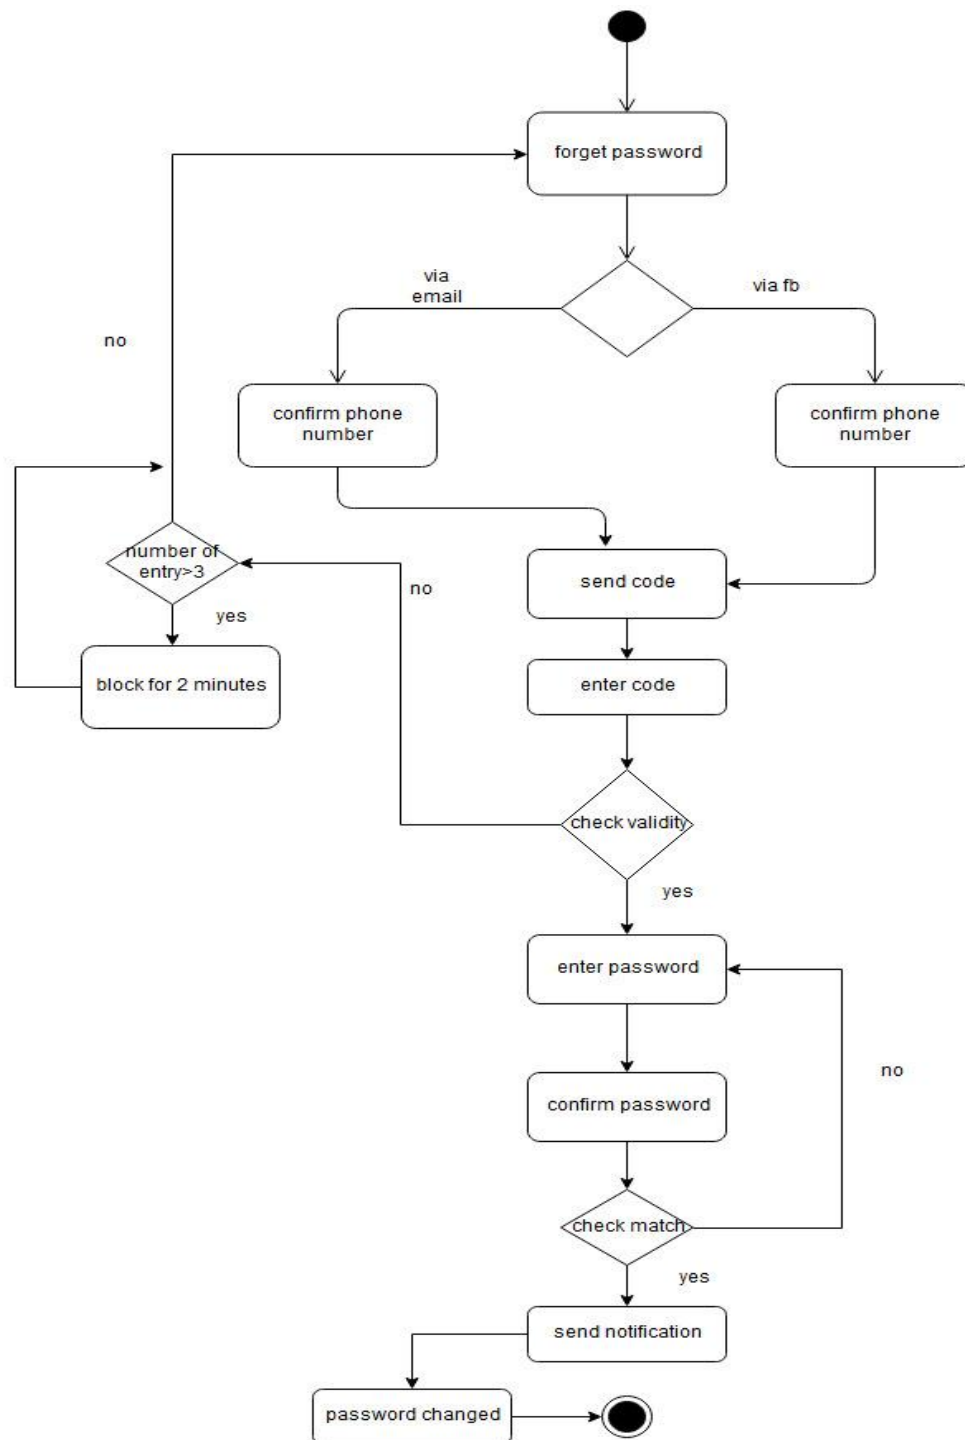 forget password
via
email
via fb
no
confirm phone
number
confirm phone
number
number of
entry>3
no
send code
yes
block for 2 minutes
enter code
check validity
yes
enter password
no
confirm password
check match
yes
send notification
password changed